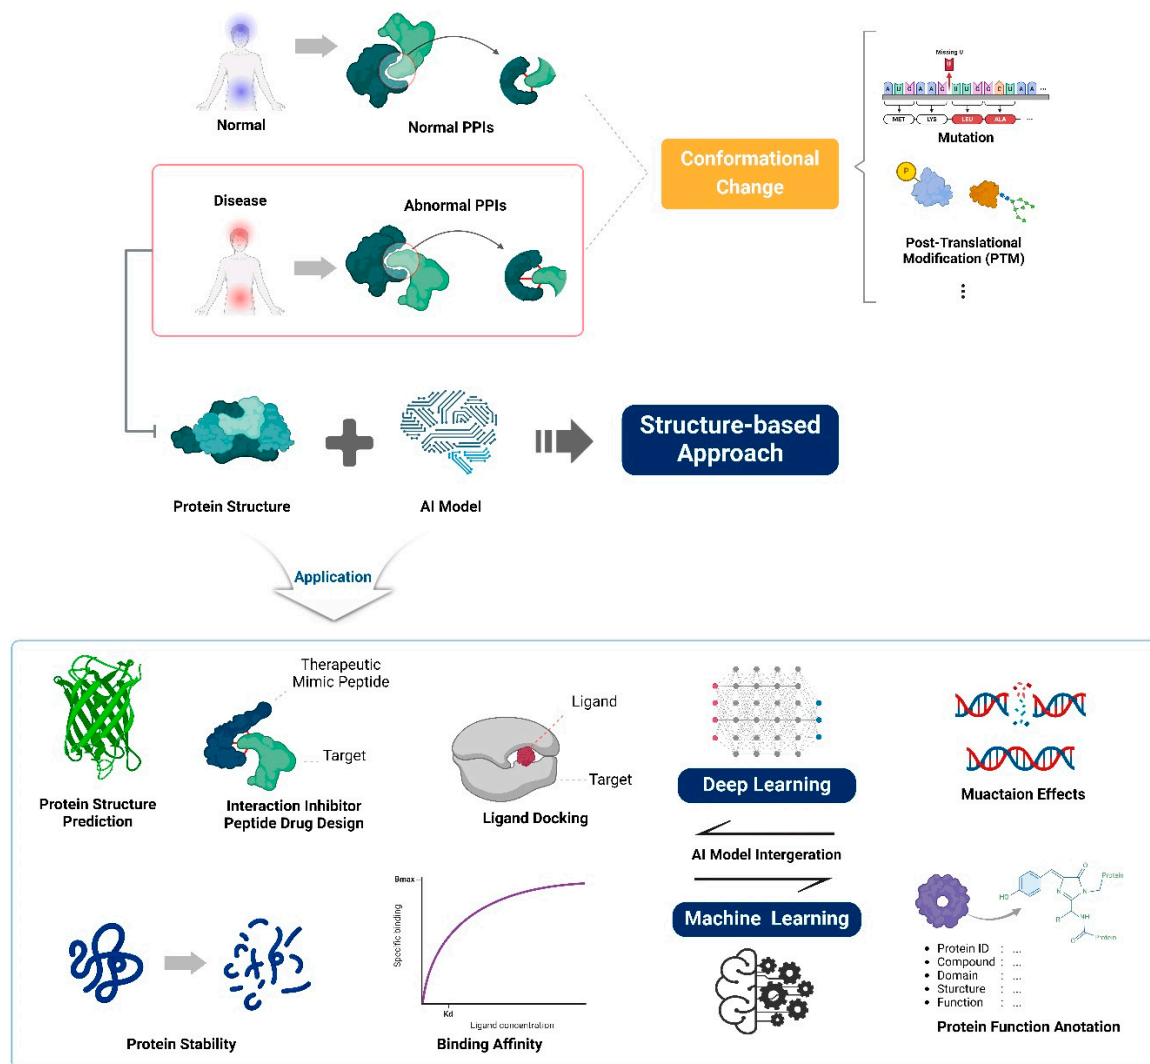 Normal
Normal PPIs
Conformational
Change
Missing U
U
A U G A A G U U G G C U A A ...
MET LYS LEU ALA ...
Mutation
P
Post-Translational
Modification (PTM)
Disease
Abnormal PPIs
Protein Structure
AI Model
Structure-based
Approach
Application
Protein Structure
Prediction
Therapeutic
Mimic Peptide
Target
Interaction Inhibitor
Peptide Drug Design
Ligand
Target
Ligand Docking
Deep Learning
AI Model Intergeration
Machine Learning
Muactaion Effects
Protein Stability
Bmax
Specific binding
Kd
Ligand concentration
Binding Affinity
HO
O
N
N
Protein
R
NH
O
Protein
• Protein ID : ...
• Compound : ...
• Domain : ...
• Sturcture : ...
• Function : ...
Protein Function Anotation